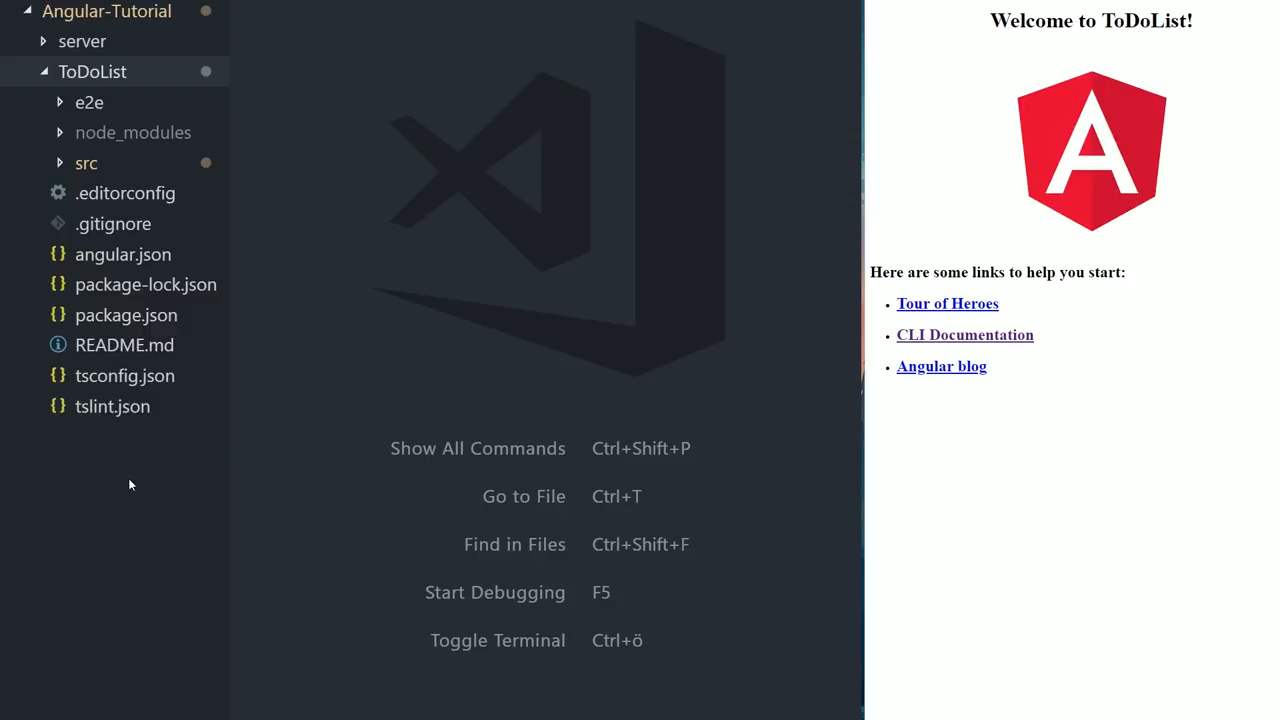 Angular-Tutorial
server
ToDoList
e2e
node_modules
src
.editorconfig
.gitignore
angular.json
package-lock.json
package.json
README.md
tsconfig.json
tslint.json
Show All Commands Ctrl+Shift+P
Go to File Ctrl+T
Find in Files Ctrl+Shift+F
Start Debugging F5
Toggle Terminal Ctrl+ö
Welcome to ToDoList!
A
Here are some links to help you start:
Tour of Heroes
CLI Documentation
Angular blog